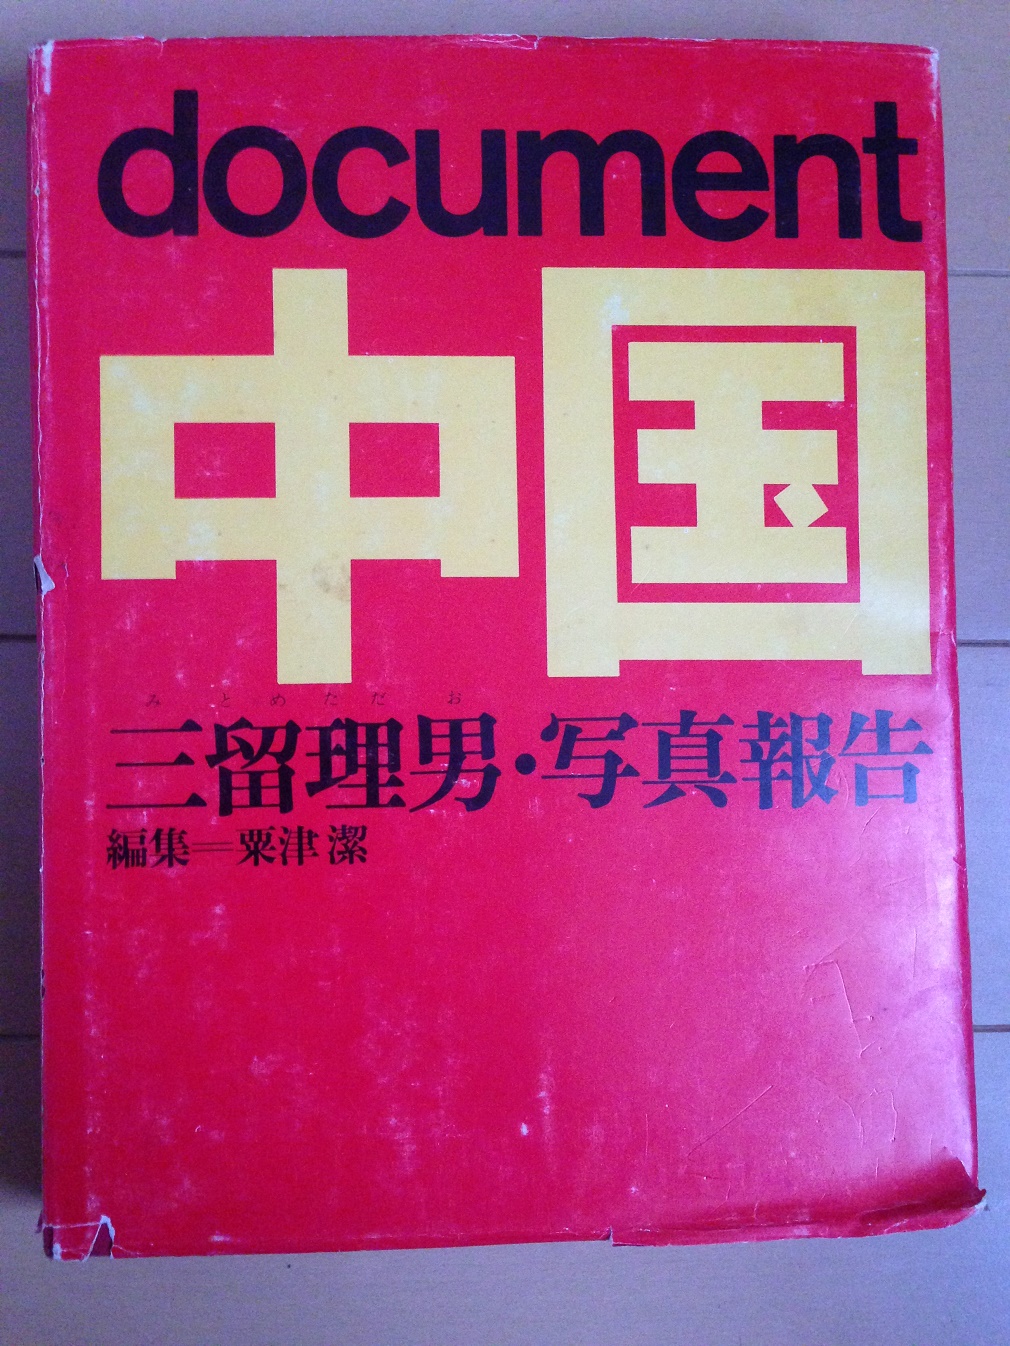 document
中国
みとめただお
三留理男・写真報告
編集=粟津潔